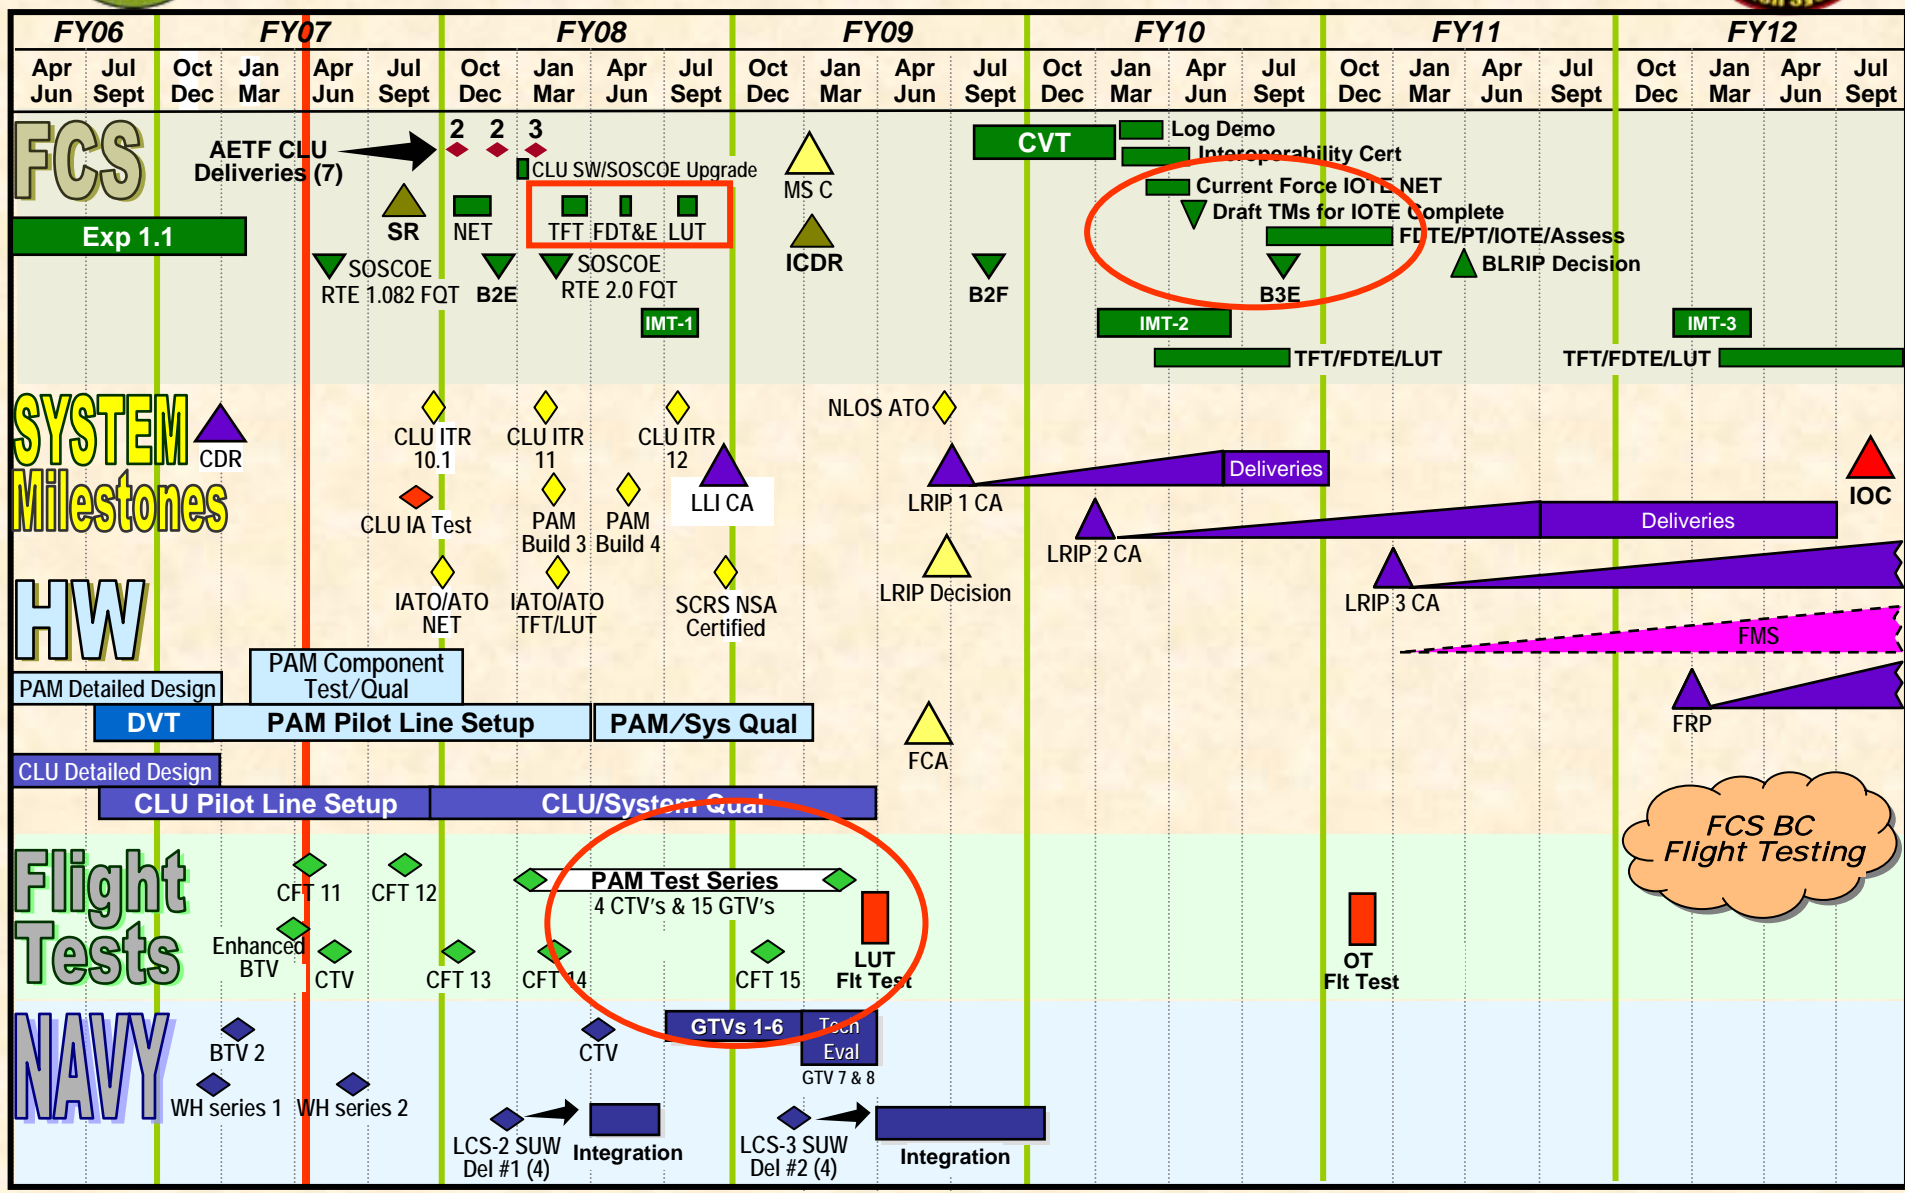 FY06 FY07 FY08 FY09 FY10 FY11 FY12
Apr Jul Oct Jan Apr Jul Oct Jan Apr Jul Oct Jan Apr Jul Oct Jan Apr Jul Oct Jan Apr Jul Oct Jan Apr Jul
Jun Sept Dec Mar Jun Sept Dec Mar Jun Sept Dec Mar Jun Sept Dec Mar Jun Sept Dec Mar Jun Sept Dec Mar Jun Sept
FCS
AETF CLU
Deliveries (7)
2 2 3
CLU SW/SOSCOE Upgrade
MS C
CVT
Log Demo
Interoperability Cert
Current Force IOTE NET
Draft TMs for IOTE Complete
FDTE/PT/IOTE/Assess
Exp 1.1
SR
NET
TFT FDT&E LUT
ICDR
SOSCOE
RTE 1.082 FQT
B2E
SOSCOE
RTE 2.0 FQT
B2F
B3E
BLRIP Decision
IMT-1
IMT-2
IMT-3
TFT/FDTE/LUT
TFT/FDTE/LUT
SYSTEM
Milestones
CDR
CLU ITR
10.1
CLU ITR
11
CLU ITR
12
NLOS ATO
CLU IA Test
PAM
Build 3
PAM
Build 4
LLI CA
LRIP 1 CA
Deliveries
IOC
LRIP 2 CA
Deliveries
IATO/ATO
NET
IATO/ATO
TFT/LUT
SCRS NSA
Certified
LRIP Decision
LRIP 3 CA
FMS
HW
PAM Component
Test/Qual
PAM Detailed Design
DVT
PAM Pilot Line Setup
PAM/Sys Qual
FCA
FRP
CLU Detailed Design
CLU Pilot Line Setup
CLU/System Qual
FCS BC
Flight Testing
Flight
Tests
CFT 11
CFT 12
PAM Test Series
4 CTV's & 15 GTV's
Enhanced
BTV
CTV
CFT 13
CFT 14
CFT 15
LUT
Flt Test
OT
Flt Test
NAVY
BTV 2
CTV
GTVs 1-6
Tech
Eval
GTV 7 & 8
WH series 1
WH series 2
LCS-2 SUW
Del #1 (4)
Integration
LCS-3 SUW
Del #2 (4)
Integration